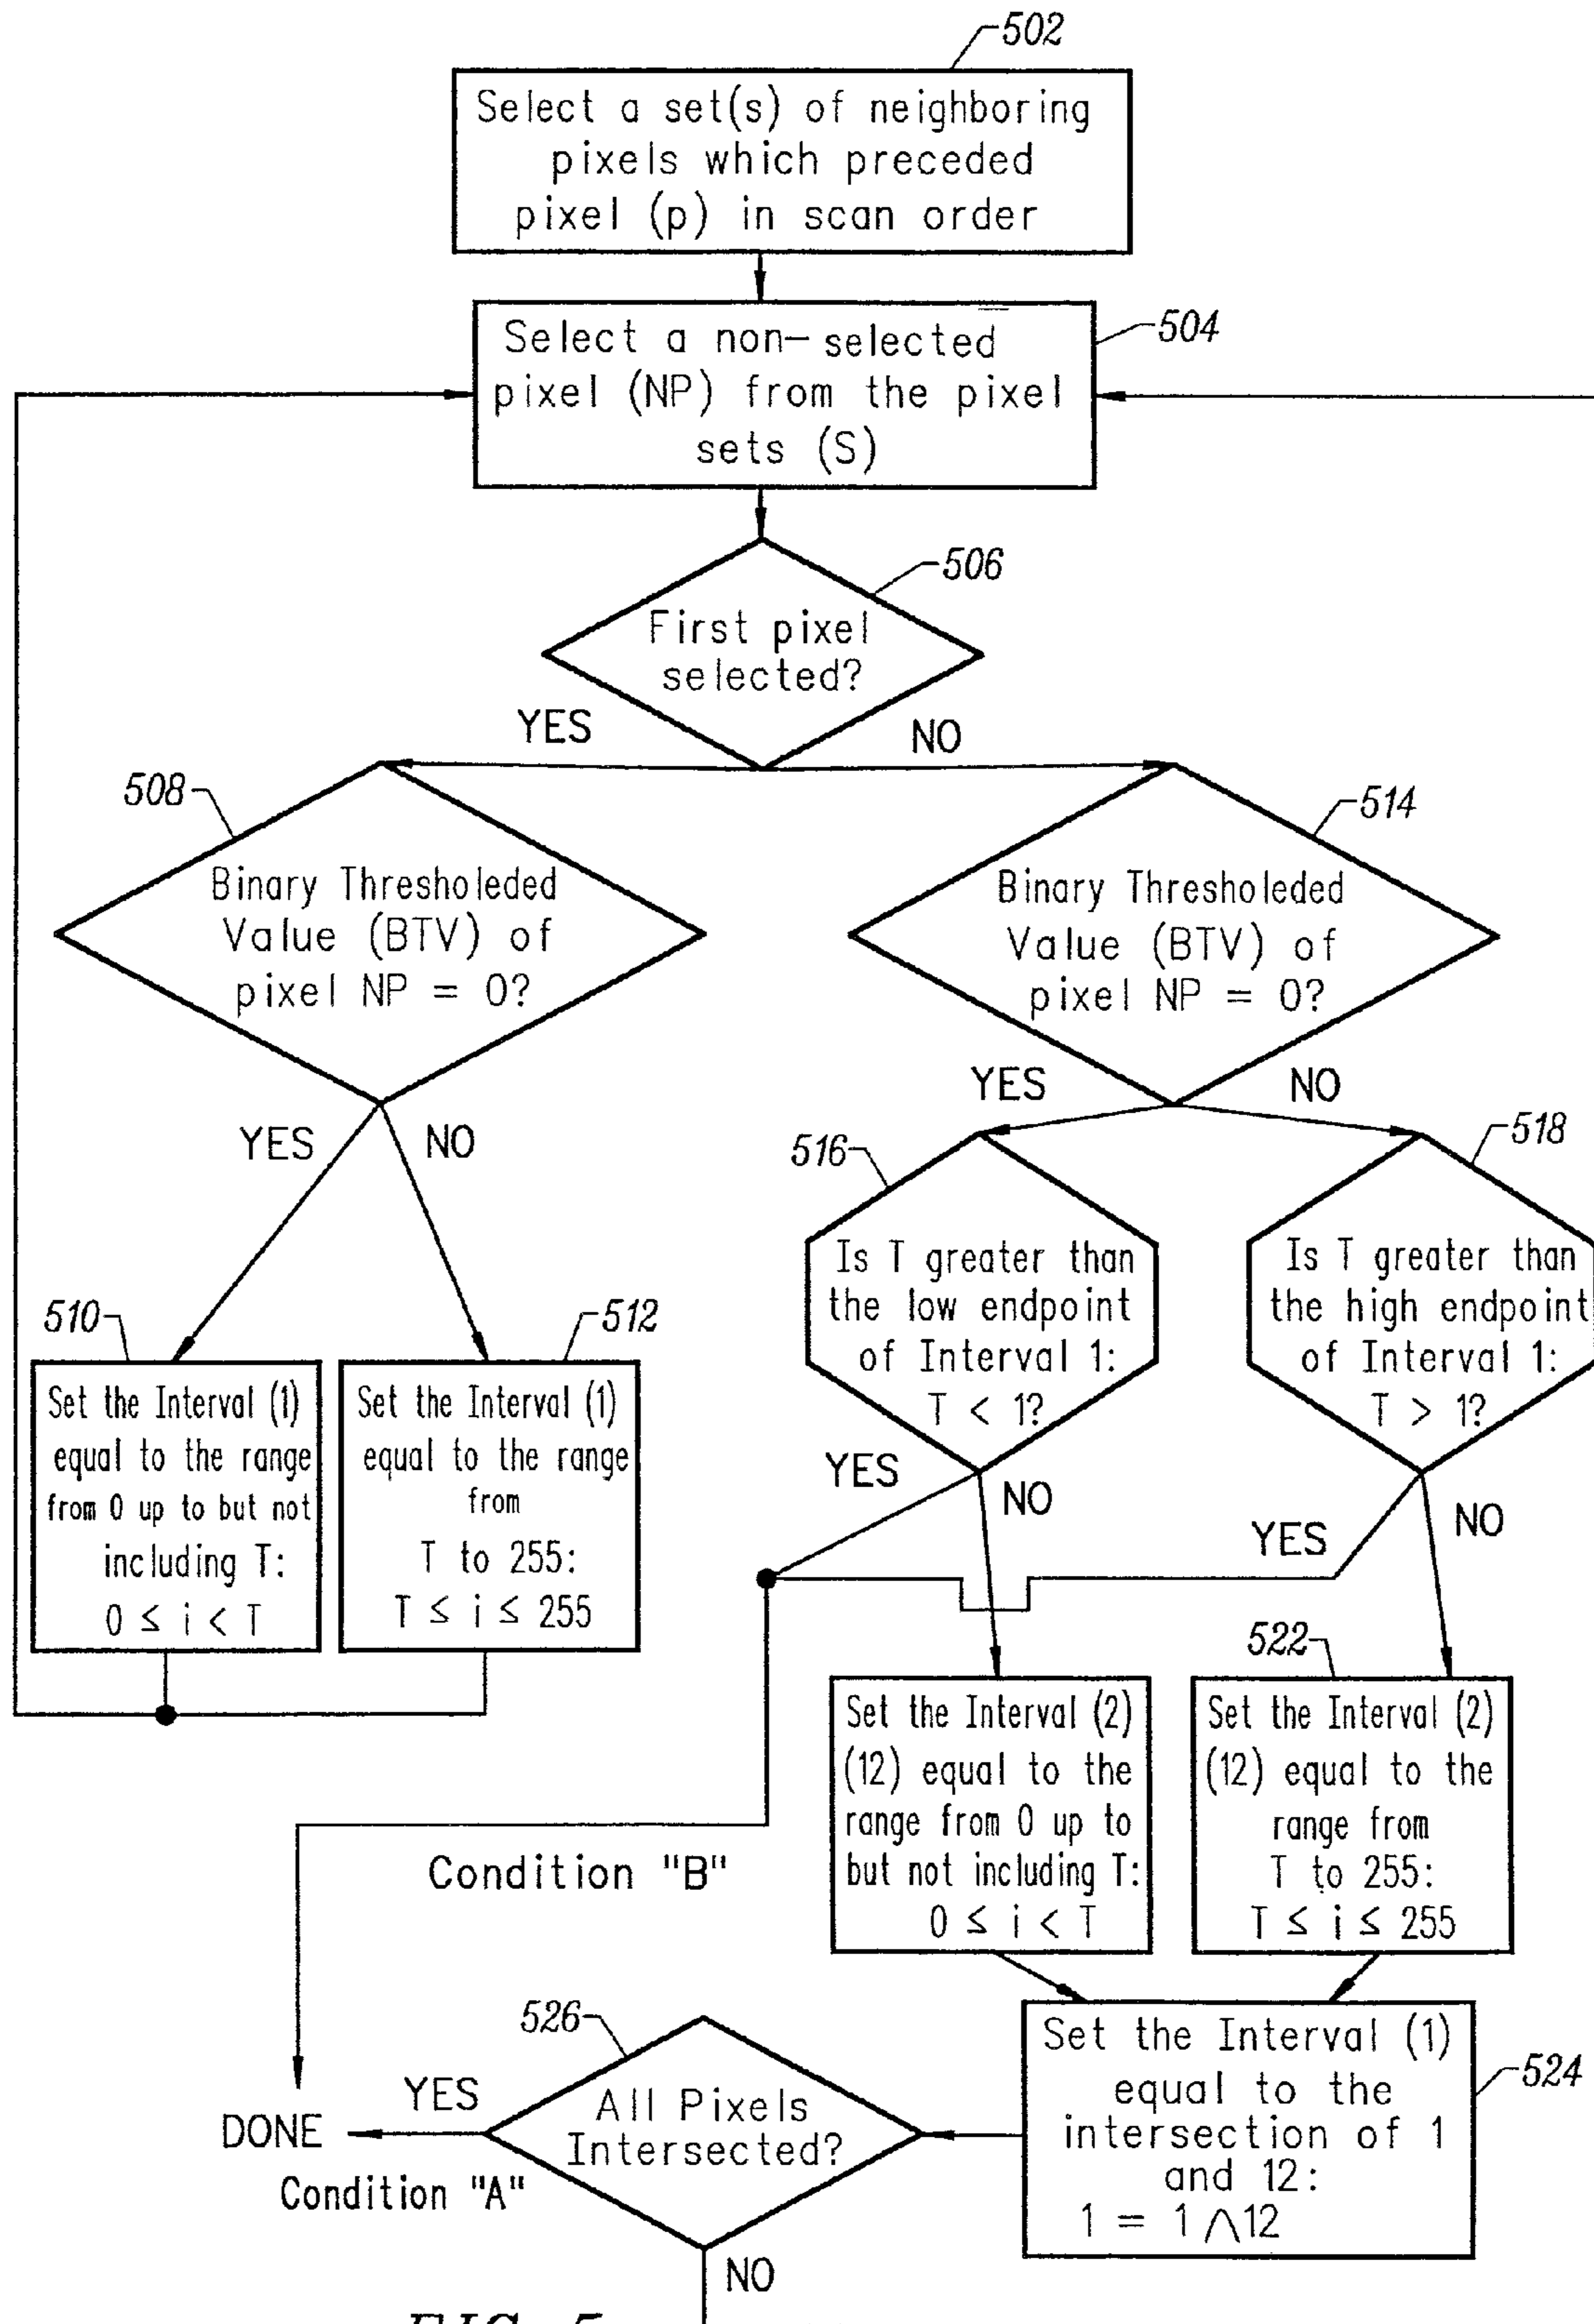 502
Select a set(s) of neighboring
pixels which preceded
pixel (p) in scan order
504
Select a non- selected
pixel (NP) from the pixel
sets (S)
506
First pixel
selected?
YES
NO
508
Binary Thresholeded
Value (BTV) of
pixel NP = 0?
514
Binary Thresholeded
Value (BTV) of
pixel NP = 0?
YES
NO
YES
NO
516
Is T greater than
the low endpoint
of Interval 1:
T < 1?
518
Is T greater than
the high endpoint
of Interval 1:
T > 1?
510
Set the Interval (1)
equal to the range
from 0 up to but not
including T:
0 ≤ i < T
512
Set the Interval (1)
equal to the range
from
T to 255:
T ≤ i ≤ 255
YES
NO
YES
NO
Set the Interval (2)
(12) equal to the
range from 0 up to
but not including T:
0 ≤ i < T
522
Set the Interval (2)
(12) equal to the
range from
T to 255:
T ≤ i ≤ 255
Condition "B"
526
All Pixels
Intersected?
YES
DONE
Condition "A"
NO
524
Set the Interval (1)
equal to the
intersection of 1
and 12:
1 = 1 ∧ 12
FIG. 5